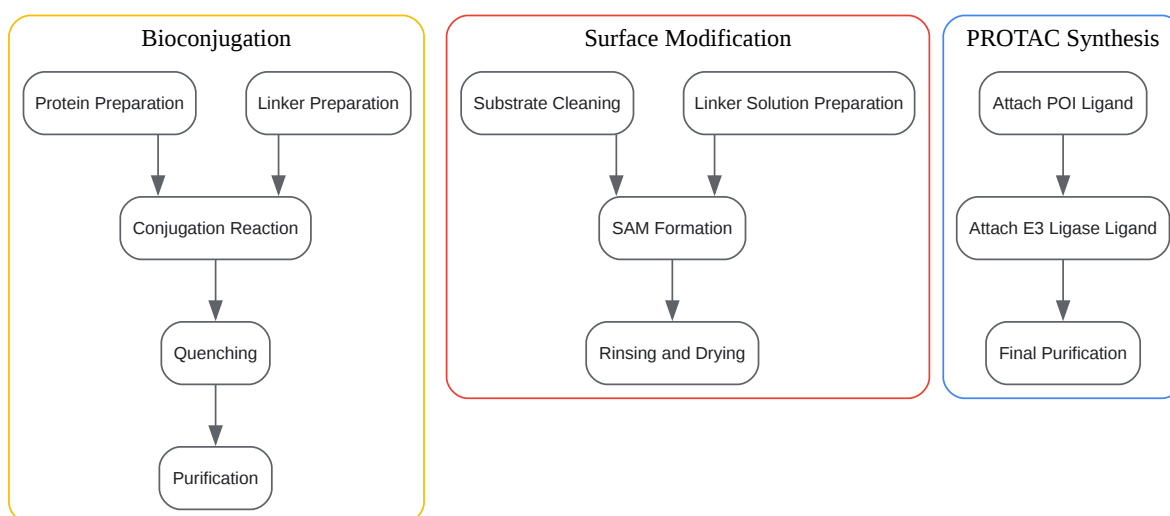 Bioconjugation
Protein Preparation
Linker Preparation
Conjugation Reaction
Quenching
Purification
Surface Modification
Substrate Cleaning
Linker Solution Preparation
SAM Formation
Rinsing and Drying
PROTAC Synthesis
Attach POI Ligand
Attach E3 Ligase Ligand
Final Purification